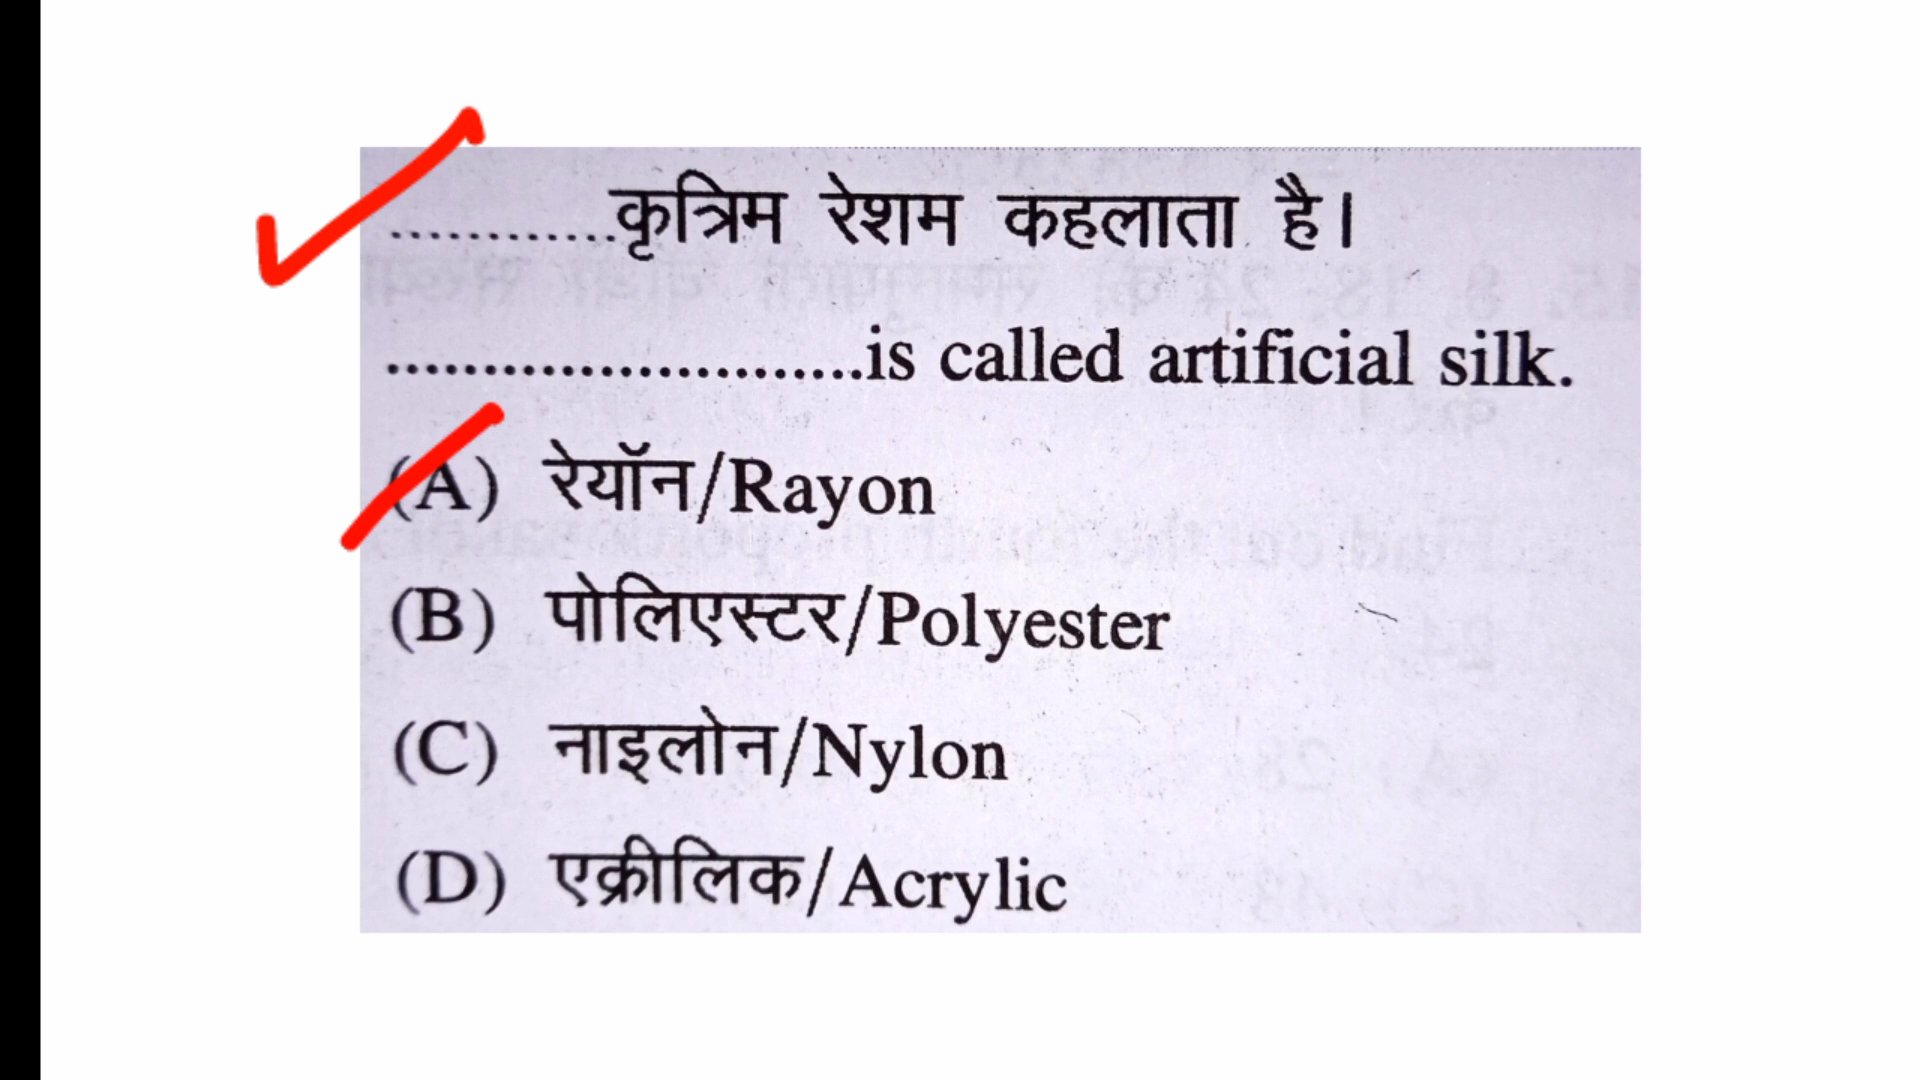 ............कृत्रिम रेशम कहलाता है।
............................is called artificial silk.
(A) रेयॉन/Rayon
(B) पोलिएस्टर/Polyester
(C) नाइलोन/Nylon
(D) एक्रीलिक/Acrylic